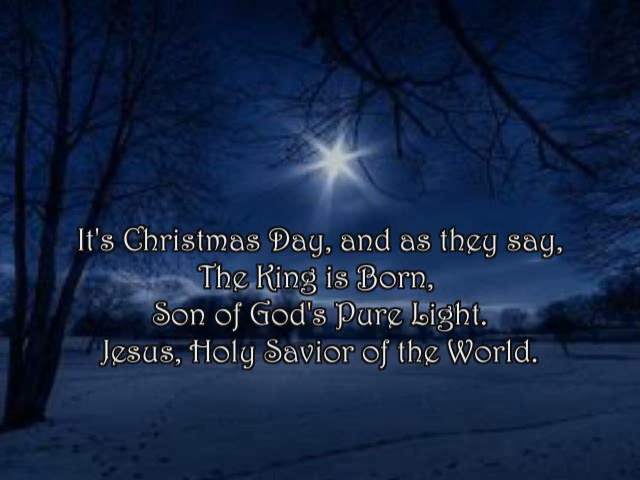 It's Christmas Day, and as they say,
The King is Born,
Son of God's Pure Light.
Jesus, Holy Savior of the World.